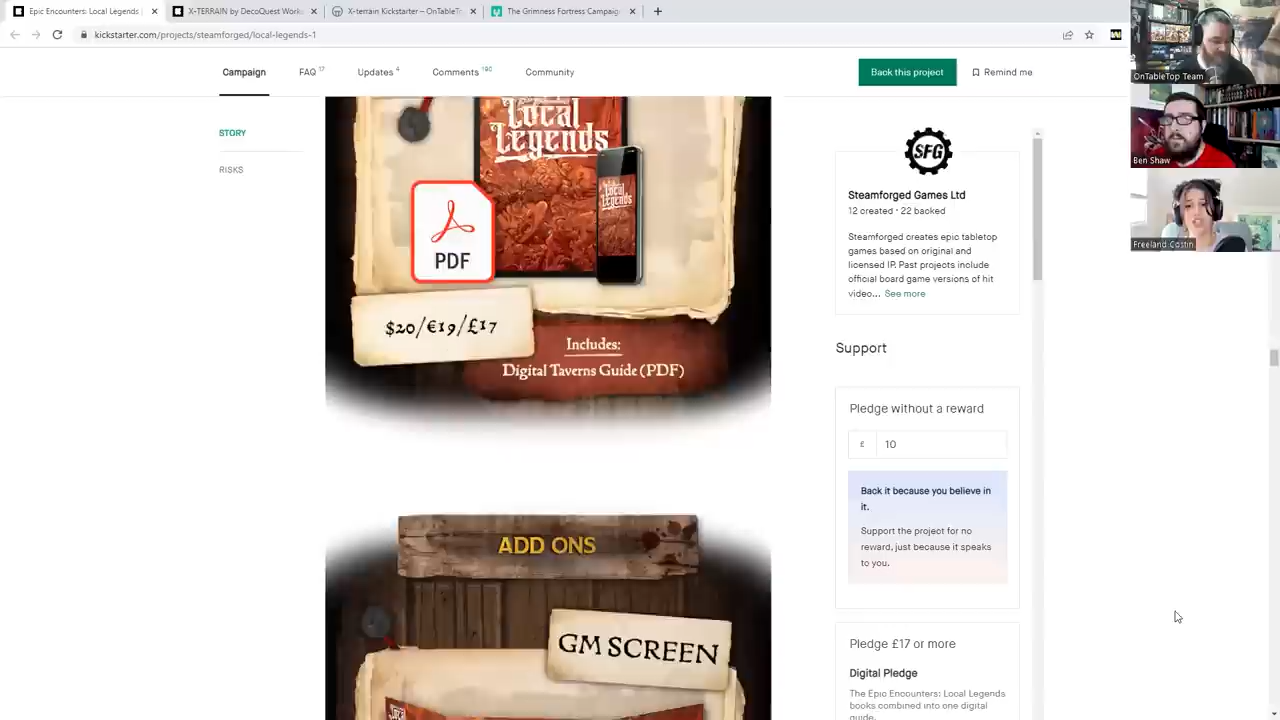 Epic Encounters: Local Legends
X-TERRAIN by DecoQuest Work
X-terrain Kickstarter – OnTableT
The Grimness Fortress Campaig
kickstarter.com/projects/steamforged/local-legends-1
Campaign
FAQ 17
Updates 4
Comments 190
Community
Back this project
Remind me
STORY
RISKS
Local
Legends
Local
Legends
PDF
$20/€19/£17
Includes:
Digital Taverns Guide (PDF)
ADD ONS
GM SCREEN
SFG
Steamforged Games Ltd
12 created · 22 backed
Steamforged creates epic tabletop
games based on original and
licensed IP. Past projects include
official board game versions of hit
video... See more
Support
Pledge without a reward
£ 10
Back it because you believe in
it.
Support the project for no
reward, just because it speaks
to you.
Pledge £17 or more
Digital Pledge
The Epic Encounters: Local Legends
books combined into one digital
guide.
OnTableTop Team
Ben Shaw
Freeland Costin